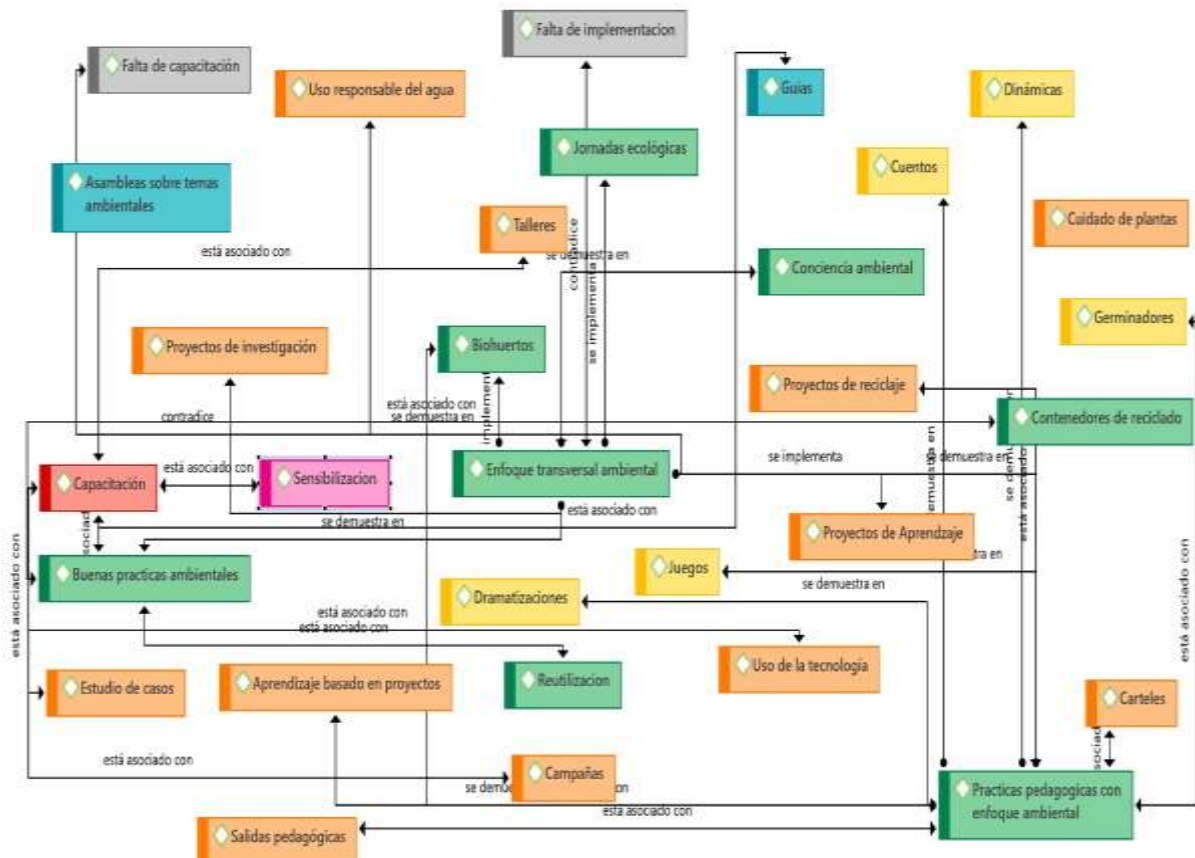 Falta de implementacion
Falta de capacitación
Uso responsable del agua
Guias
Dinámicas
Jornadas ecológicas
Cuentos
Asambleas sobre temas
ambientales
Talleres
Cuidado de plantas
está asociado con
se demuestra en
contradice
se implementa
Conciencia ambiental
Germinadores
Proyectos de investigación
Biohuertos
Proyectos de reciclaje
está asociado con
se demuestra en
contradice
Contenedores de reciclado
Capacitación
está asociado con
Sensibilizacion
Enfoque transversal ambiental
se implementa
se demuestra en
está asociado con
está asociado con
se demuestra en
Proyectos de Aprendzaje
Buenas practicas ambientales
Juegos
se demuestra en
Dramatizaciones
está asociado con
está asociado con
está asociado con
está asociado con
Uso de la tecnología
Estudio de casos
Aprendizaje basado en proyectos
Reutilizacion
Carteles
está asociado con
Campañas
Practicas pedagogicas con
enfoque ambiental
está asociado con
Salidas pedagógicas